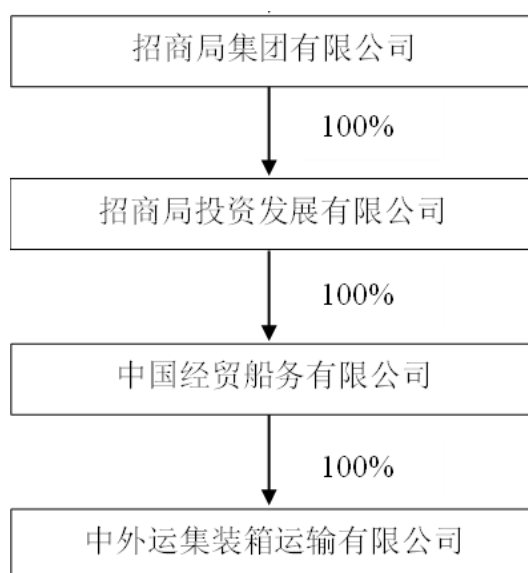 招商局集团有限公司
100%
招商局投资发展有限公司
100%
中国经贸船务有限公司
100%
中外运集装箱运输有限公司